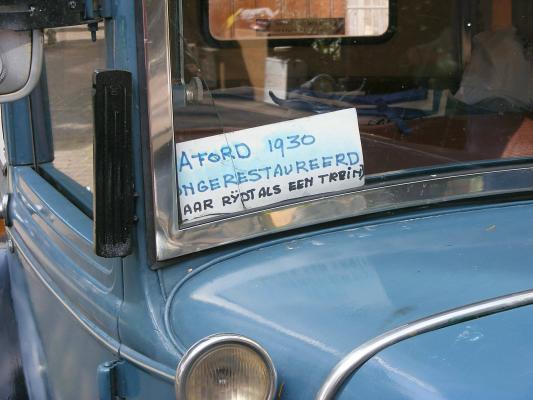 A-FORD 1930
ONGERESTAUREERD
AAR RŸDT ALS EEN TREIN